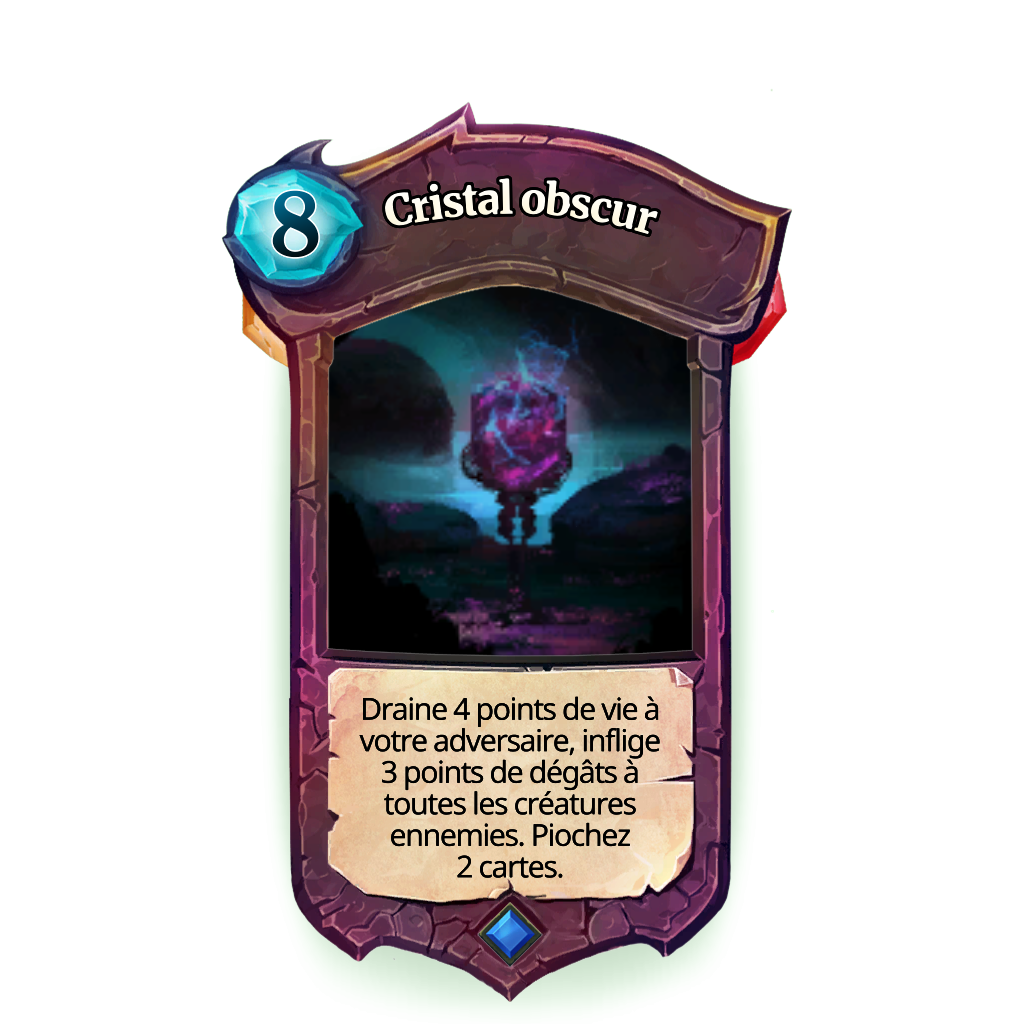 8
Cristal obscur
Draine 4 points de vie à
votre adversaire, inflige
3 points de dégâts à
toutes les créatures
ennemies. Piochez
2 cartes.